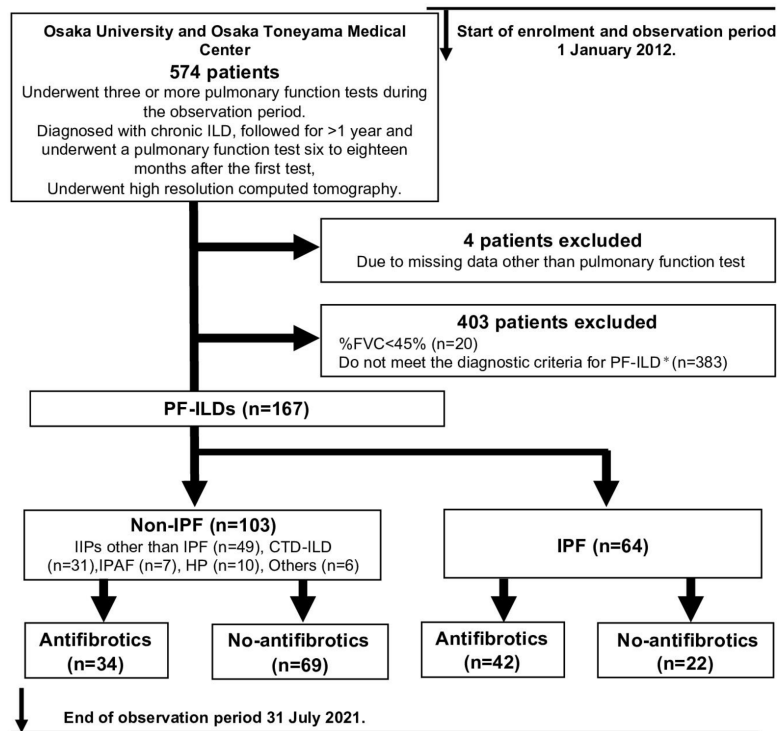 Osaka University and Osaka Toneyama Medical
Center
574 patients
Underwent three or more pulmonary function tests during
the observation period.
Diagnosed with chronic ILD, followed for >1 year and
underwent a pulmonary function test six to eighteen
months after the first test,
Underwent high resolution computed tomography.
Start of enrolment and observation period
1 January 2012.
4 patients excluded
Due to missing data other than pulmonary function test
403 patients excluded
%FVC<45% (n=20)
Do not meet the diagnostic criteria for PF-ILD* (n=383)
PF-ILDs (n=167)
Non-IPF (n=103)
IIPs other than IPF (n=49), CTD-ILD
(n=31),IPAF (n=7), HP (n=10), Others (n=6)
IPF (n=64)
Antifibrotics
(n=34)
No-antifibrotics
(n=69)
Antifibrotics
(n=42)
No-antifibrotics
(n=22)
End of observation period 31 July 2021.